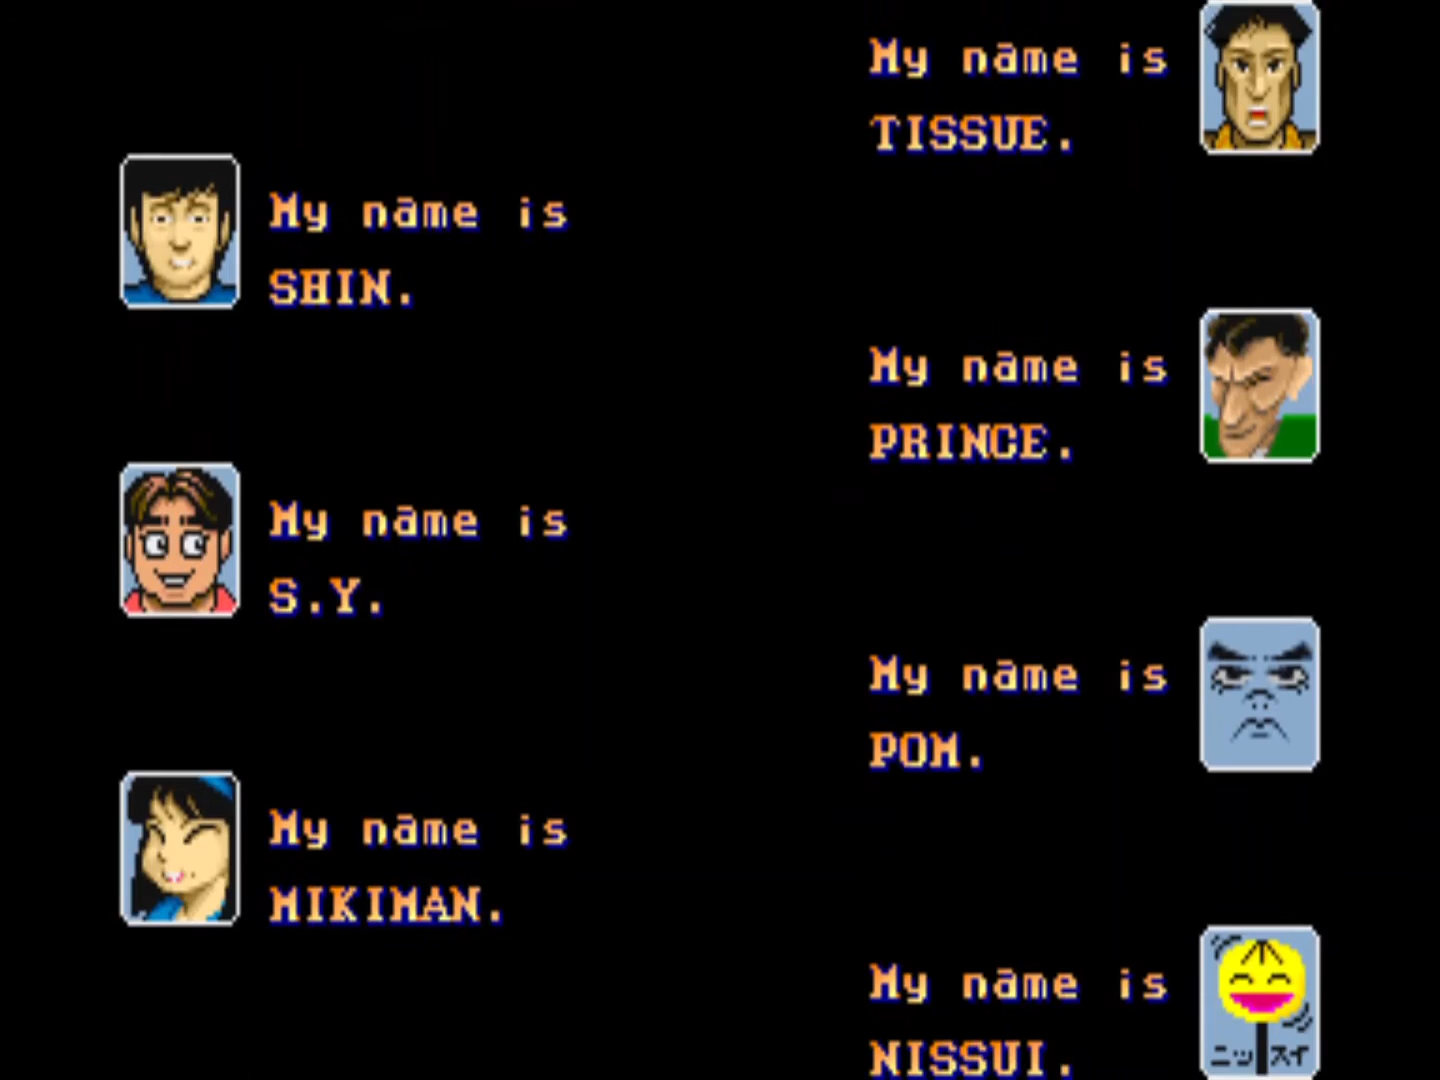 My name is
TISSUE.
My name is
SHIN.
My name is
PRINCE.
My name is
S.Y.
My name is
POM.
My name is
MIKIMAN.
My name is
NISSUI.
ニッスイ